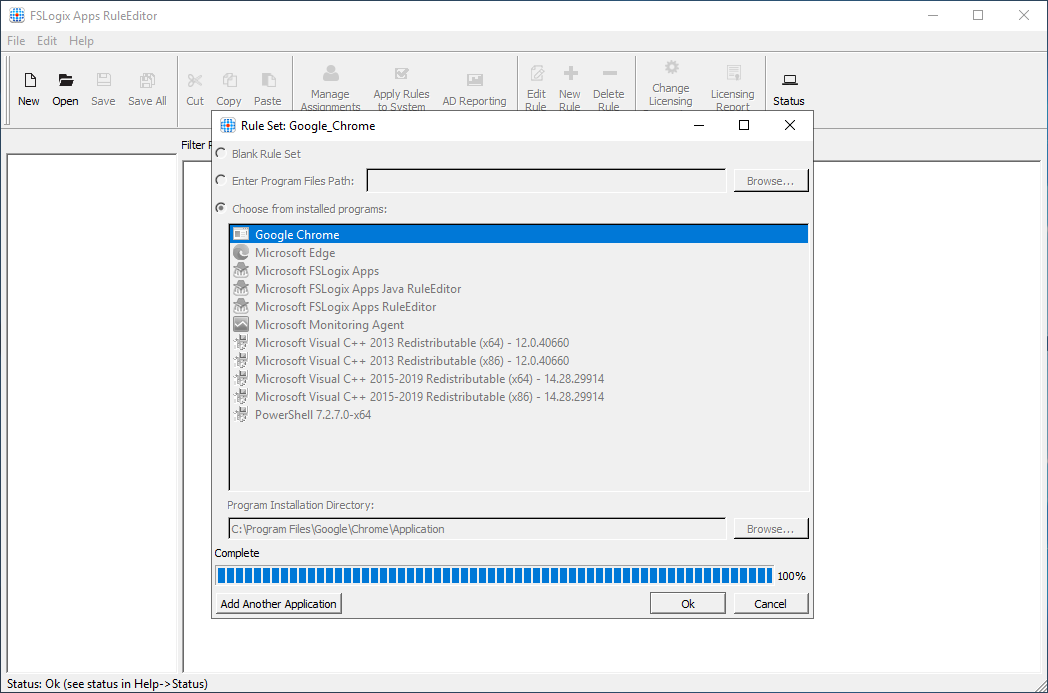 FSLogix Apps RuleEditor
File Edit Help
New Open Save Save All Cut Copy Paste Manage Assignments Apply Rules to System AD Reporting Edit Rule New Rule Delete Rule Change Licensing Licensing Report Status
Filter
Rule Set: Google_Chrome
Blank Rule Set
Enter Program Files Path: Browse...
Choose from installed programs:
Google Chrome
Microsoft Edge
Microsoft FSLogix Apps
Microsoft FSLogix Apps Java RuleEditor
Microsoft FSLogix Apps RuleEditor
Microsoft Monitoring Agent
Microsoft Visual C++ 2013 Redistributable (x64) - 12.0.40660
Microsoft Visual C++ 2013 Redistributable (x86) - 12.0.40660
Microsoft Visual C++ 2015-2019 Redistributable (x64) - 14.28.29914
Microsoft Visual C++ 2015-2019 Redistributable (x86) - 14.28.29914
PowerShell 7.2.7.0-x64
Program Installation Directory:
C:\Program Files\Google\Chrome\Application Browse...
Complete
100%
Add Another Application Ok Cancel
Status: Ok (see status in Help->Status)